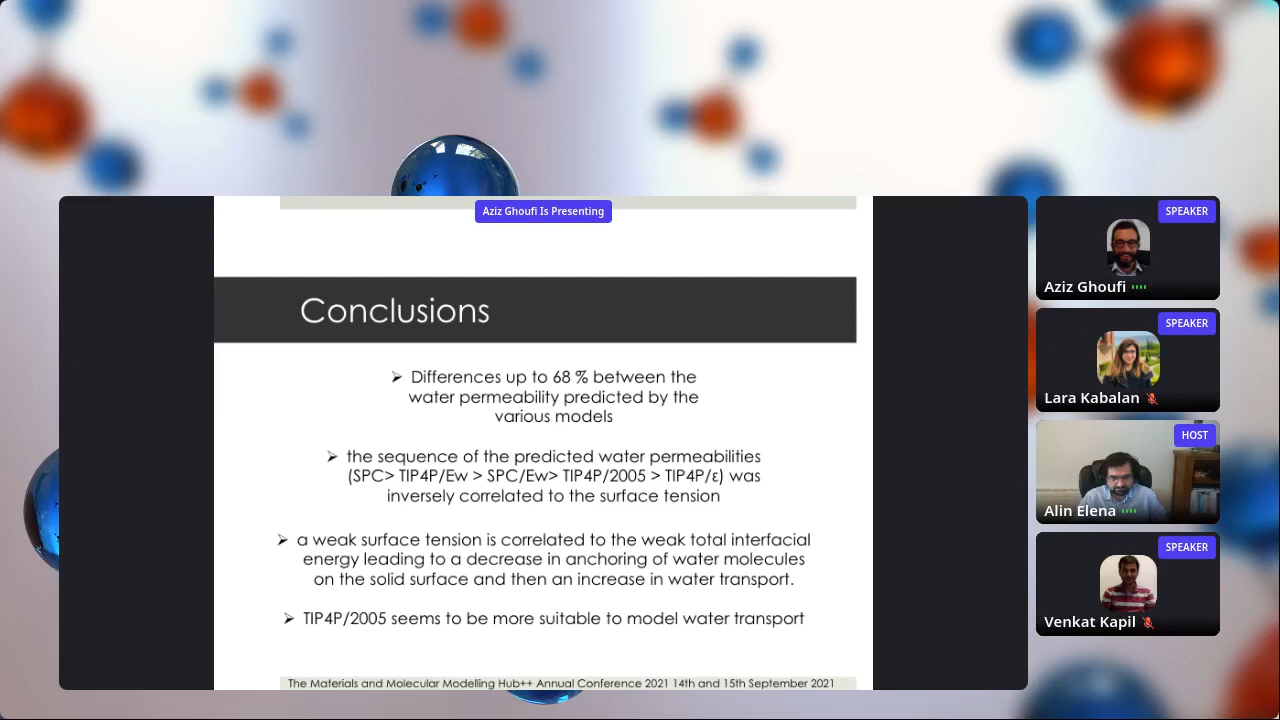 Aziz Ghoufi Is Presenting
Conclusions
➢ Differences up to 68 % between the
water permeability predicted by the
various models
➢ the sequence of the predicted water permeabilities
(SPC> TIP4P/Ew > SPC/Ew> TIP4P/2005 > TIP4P/ε) was
inversely correlated to the surface tension
➢ a weak surface tension is correlated to the weak total interfacial
energy leading to a decrease in anchoring of water molecules
on the solid surface and then an increase in water transport.
➢ TIP4P/2005 seems to be more suitable to model water transport
The Materials and Molecular Modelling Hub++ Annual Conference 2021 14th and 15th September 2021
SPEAKER
Aziz Ghoufi
SPEAKER
Lara Kabalan
HOST
Alin Elena
SPEAKER
Venkat Kapil